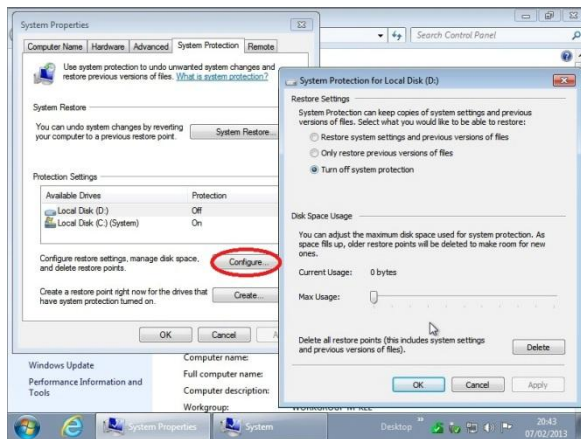 System Properties
Computer Name Hardware Advanced System Protection Remote
Use system protection to undo unwanted system changes and
restore previous versions of files. What is system protection?
System Restore
You can undo system changes by reverting
your computer to a previous restore point.
System Restore...
Protection Settings
Available Drives Protection
Local Disk (D:) Off
Local Disk (C:) (System) On
Configure restore settings, manage disk space,
and delete restore points.
Configure...
Create a restore point right now for the drives that
have system protection turned on.
Create...
OK Cancel A
Search Control Panel
System Protection for Local Disk (D:)
Restore Settings
System Protection can keep copies of system settings and previous
versions of files. Select what you would like to be able to restore:
Restore system settings and previous versions of files
Only restore previous versions of files
Turn off system protection
Disk Space Usage
You can adjust the maximum disk space used for system protection. As
space fills up, older restore points will be deleted to make room for new
ones.
Current Usage: 0 bytes
Max Usage:
Delete all restore points (this includes system settings
and previous versions of files).
Delete
OK Cancel Apply
Windows Update
Performance Information and
Tools
Computer name:
Full computer name:
Computer description:
Workgroup:
System Properties System Desktop 20:43
07/02/2013